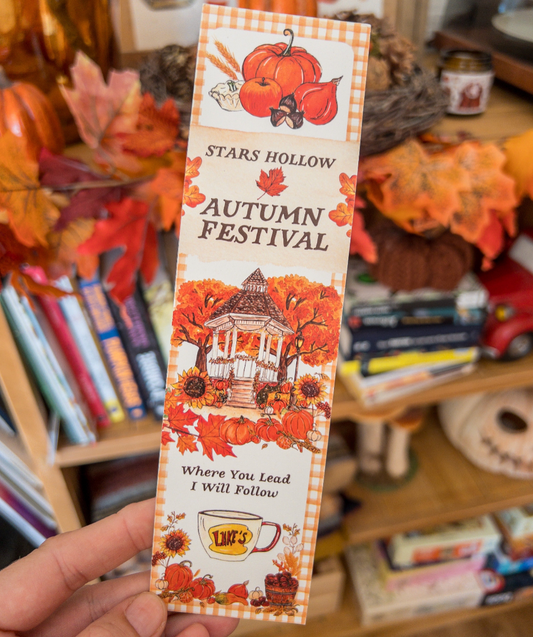 STARS HOLLOW
AUTUMN
FESTIVAL
Where You Lead
I Will Follow
LUKE'S